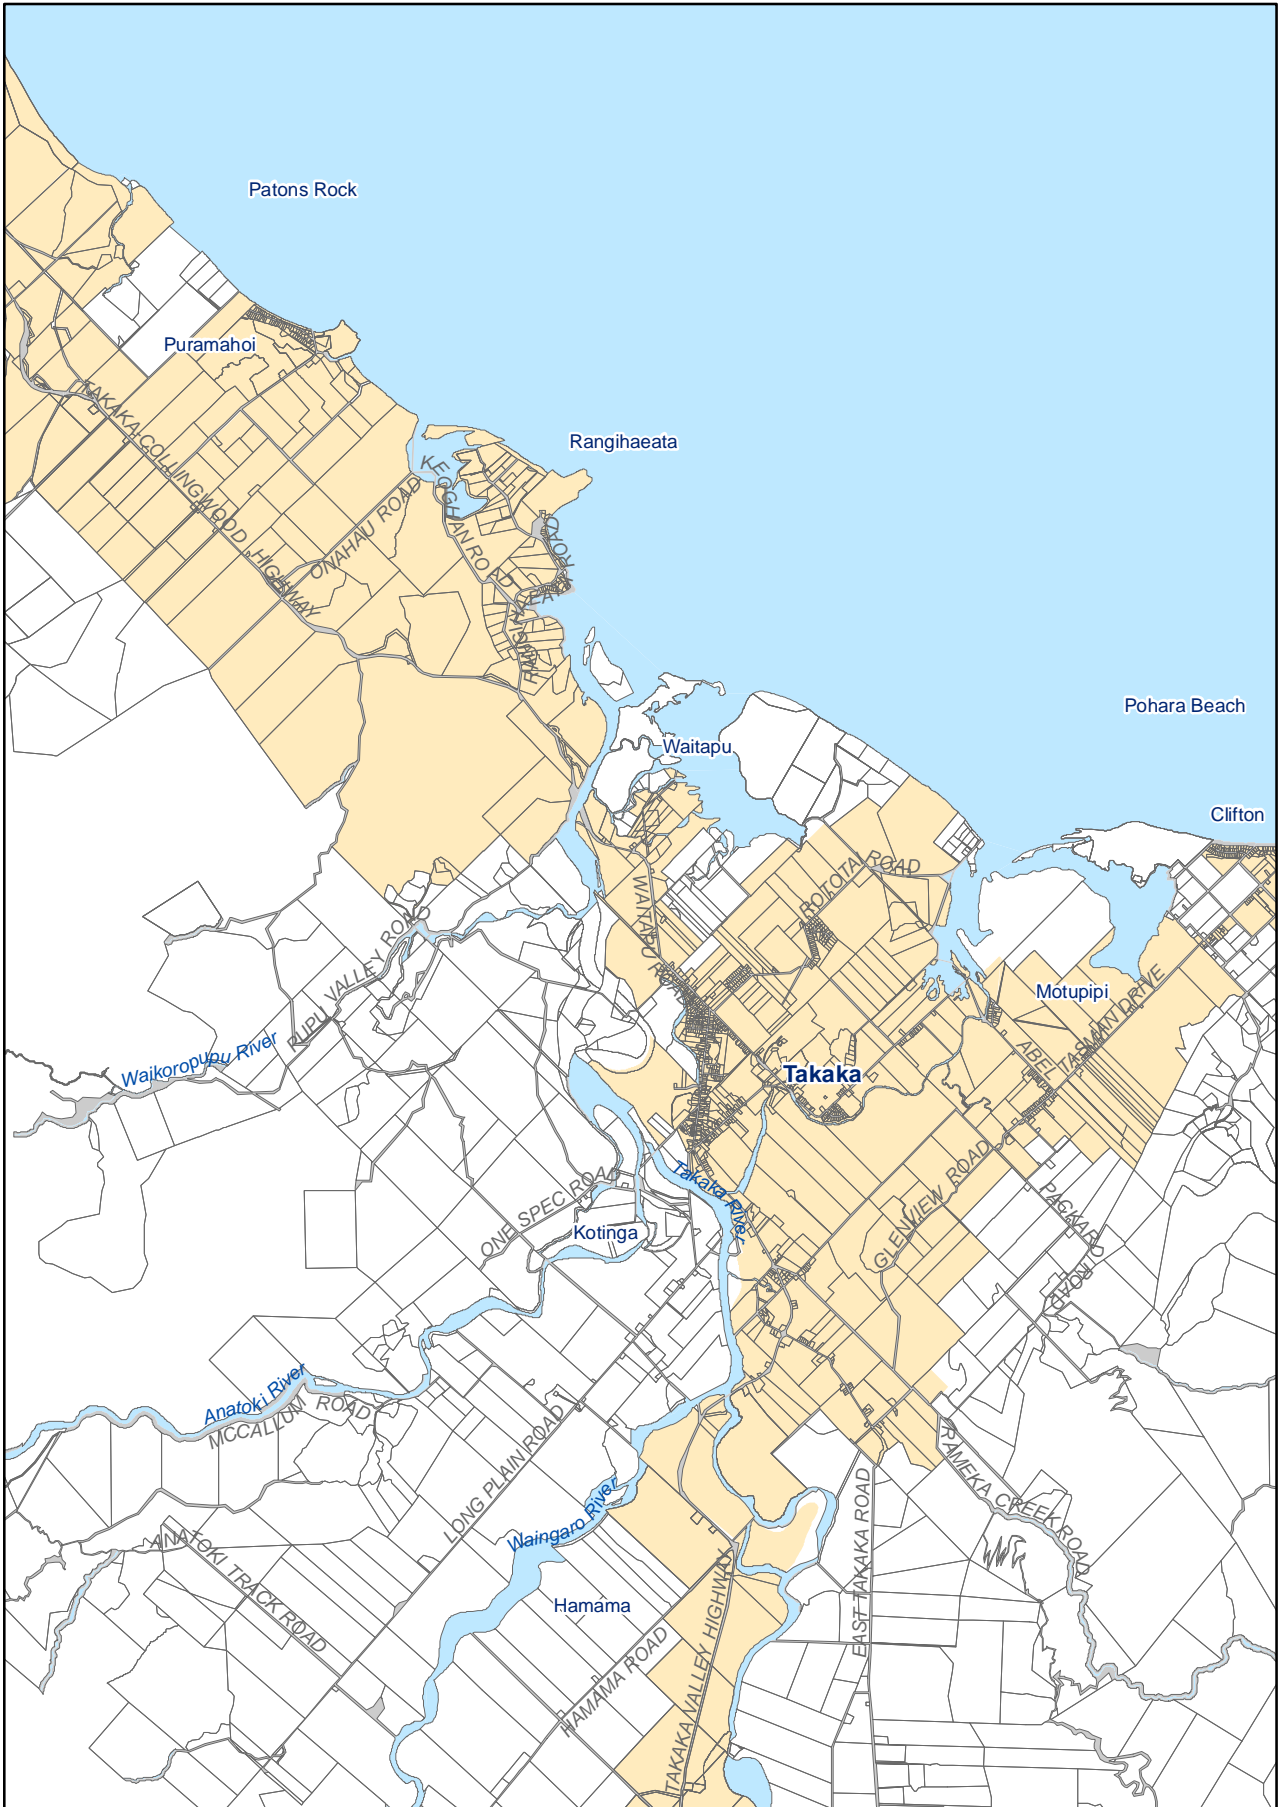 Patons Rock
Puramahoi
TAKAKA-COLLINGWOOD HIGHWAY
Rangihaeata
KEOGHAN ROAD
ONAHAU ROAD
Pohara Beach
Waitapu
Clifton
ROTOTAI ROAD
WAITAPU ROAD
PUPU VALLEY ROAD
Motupipi
ABEL TASMAN DRIVE
Waikoropupu River
Takaka
Takaka River
ONE SPEC ROAD
Kotinga
GLENVIEW ROAD
PACKARD ROAD
Anatoki River
MCCALLUM ROAD
LONG PLAIN ROAD
RAMEKA CREEK ROAD
Waingaro River
ANATOKI TRACK ROAD
EAST TAKAKA ROAD
Hamama
HAMAMA ROAD
TAKAKA VALLEY HIGHWAY